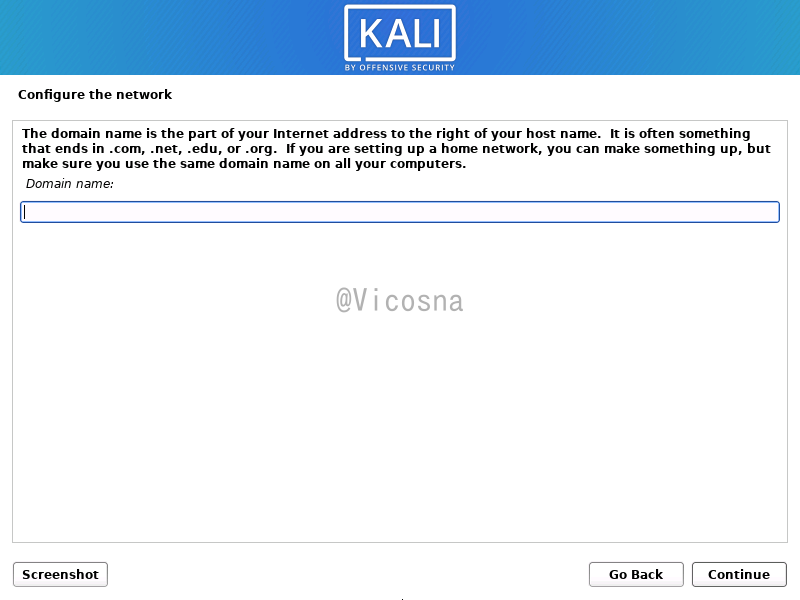 KALI
BY OFFENSIVE SECURITY
Configure the network
The domain name is the part of your Internet address to the right of your host name.  It is often something
that ends in .com, .net, .edu, or .org.  If you are setting up a home network, you can make something up, but
make sure you use the same domain name on all your computers.
Domain name:
@Vicosna
Screenshot
Go Back
Continue